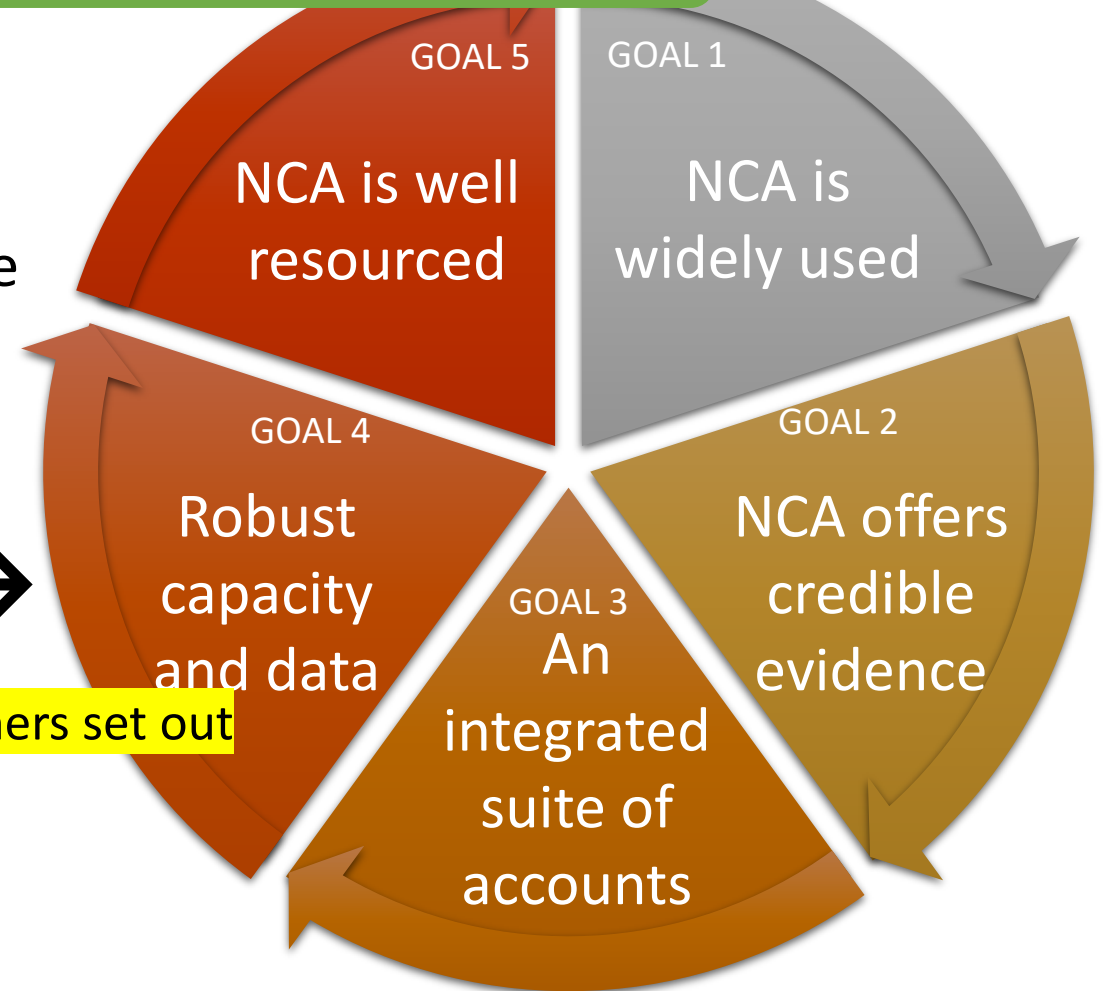 GOAL 5
NCA is well
resourced
GOAL 1
NCA is
widely used
GOAL 2
NCA offers
credible
evidence
GOAL 3
An
integrated
suite of
accounts
GOAL 4
Robust
capacity
and data
set out